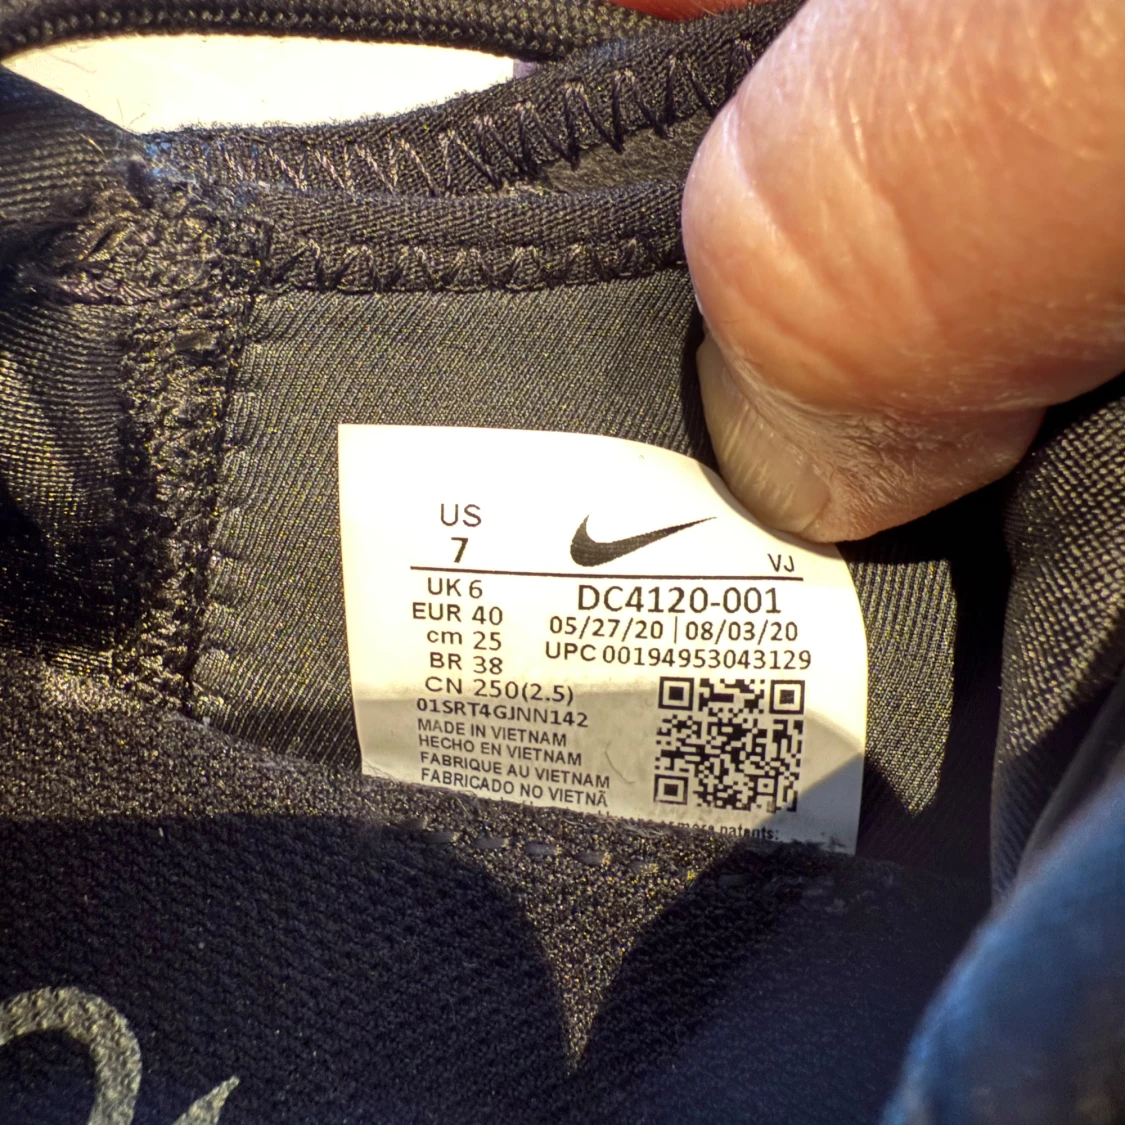 US
7
VJ
UK 6
EUR 40
cm 25
BR 38
CN 250(2.5)
DC4120-001
05/27/20 | 08/03/20
UPC 00194953043129
01SRT4GJNN142
MADE IN VIETNAM
HECHO EN VIETNAM
FABRIQUE AU VIETNAM
FABRICADO NO VIETNÃ
more patents: